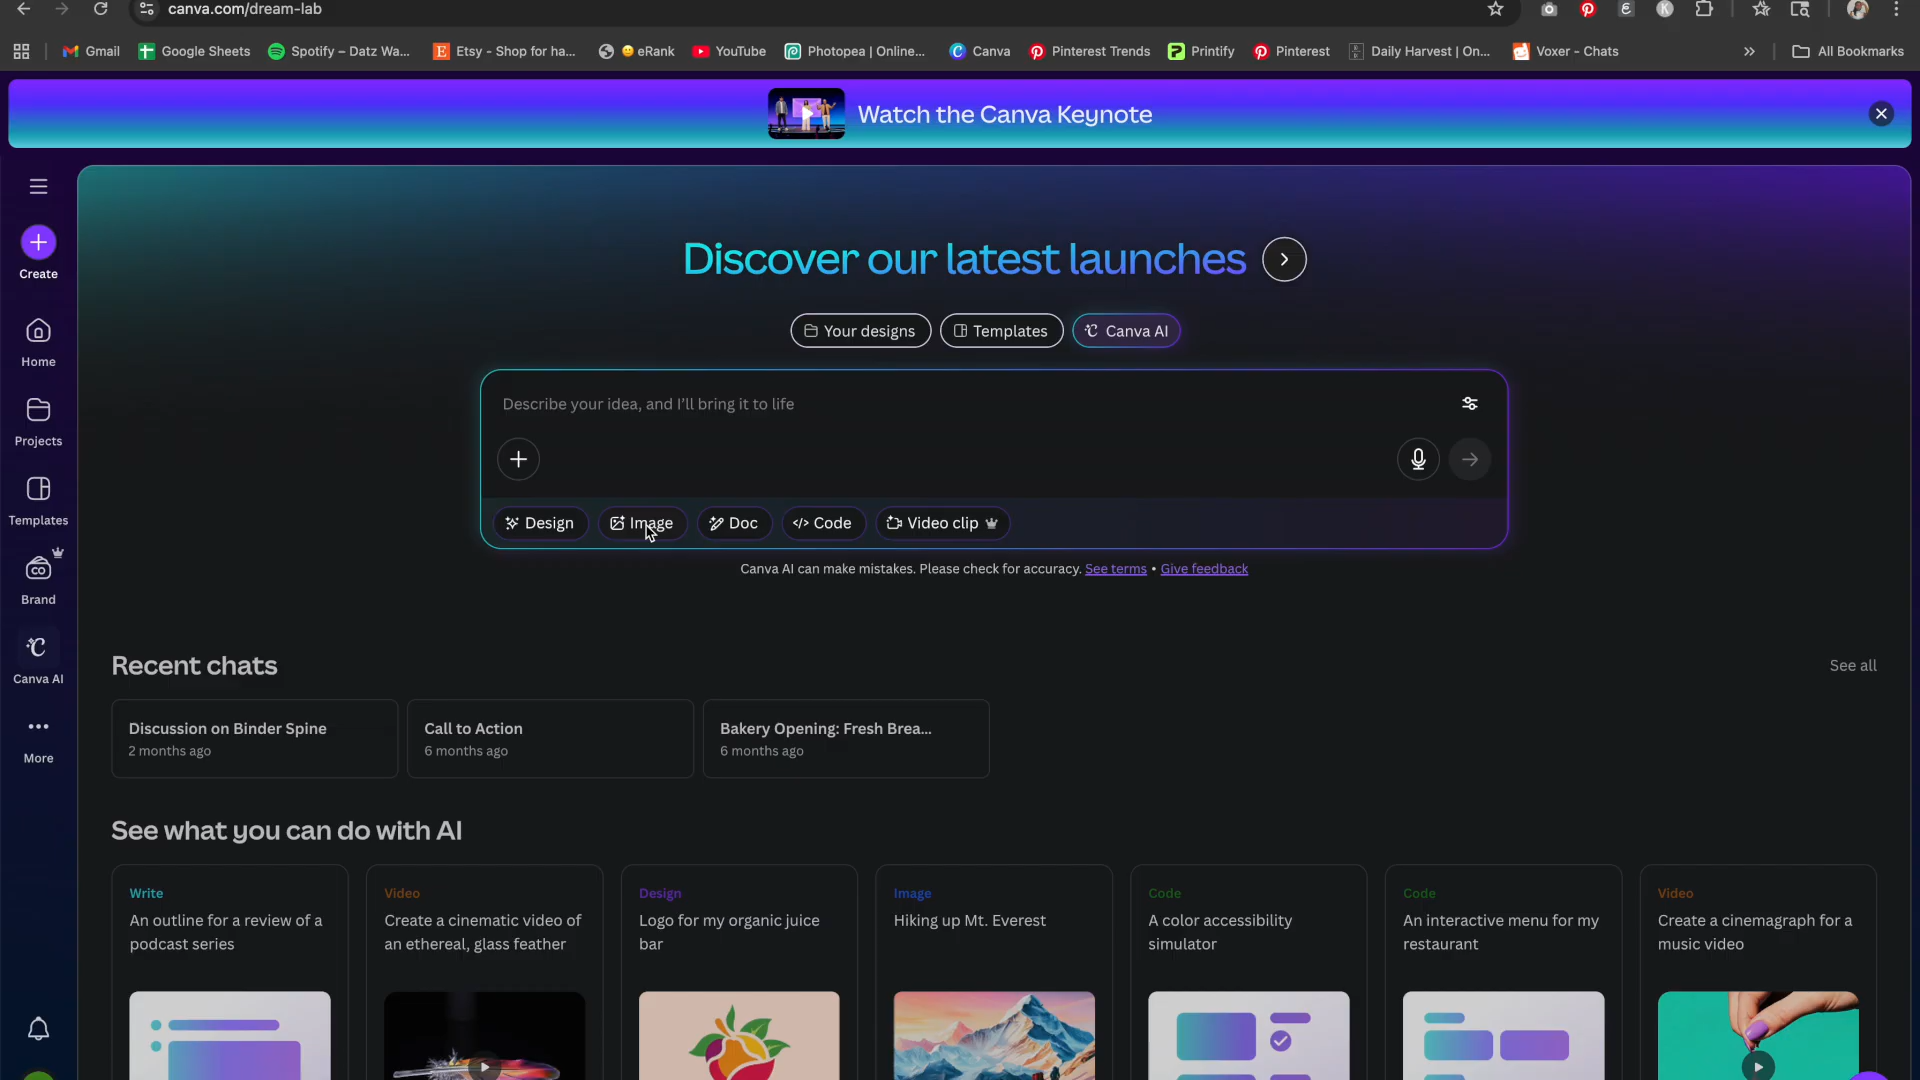 canva.com/dream-lab
Gmail
Google Sheets
Spotify – Datz Wa...
Etsy - Shop for ha...
eRank
YouTube
Photopea | Online...
Canva
Pinterest Trends
Printify
Pinterest
Daily Harvest | On...
Voxer - Chats
All Bookmarks
Watch the Canva Keynote
Create
Home
Projects
Templates
Brand
Canva AI
More
Discover our latest launches
Your designs
Templates
Canva AI
Describe your idea, and I’ll bring it to life
Design
Image
Doc
Code
Video clip
Canva AI can make mistakes. Please check for accuracy. See terms • Give feedback
Recent chats
See all
Discussion on Binder Spine
2 months ago
Call to Action
6 months ago
Bakery Opening: Fresh Brea...
6 months ago
See what you can do with AI
Write
An outline for a review of a
podcast series
Video
Create a cinematic video of
an ethereal, glass feather
Design
Logo for my organic juice
bar
Image
Hiking up Mt. Everest
Code
A color accessibility
simulator
Code
An interactive menu for my
restaurant
Video
Create a cinemagraph for a
music video